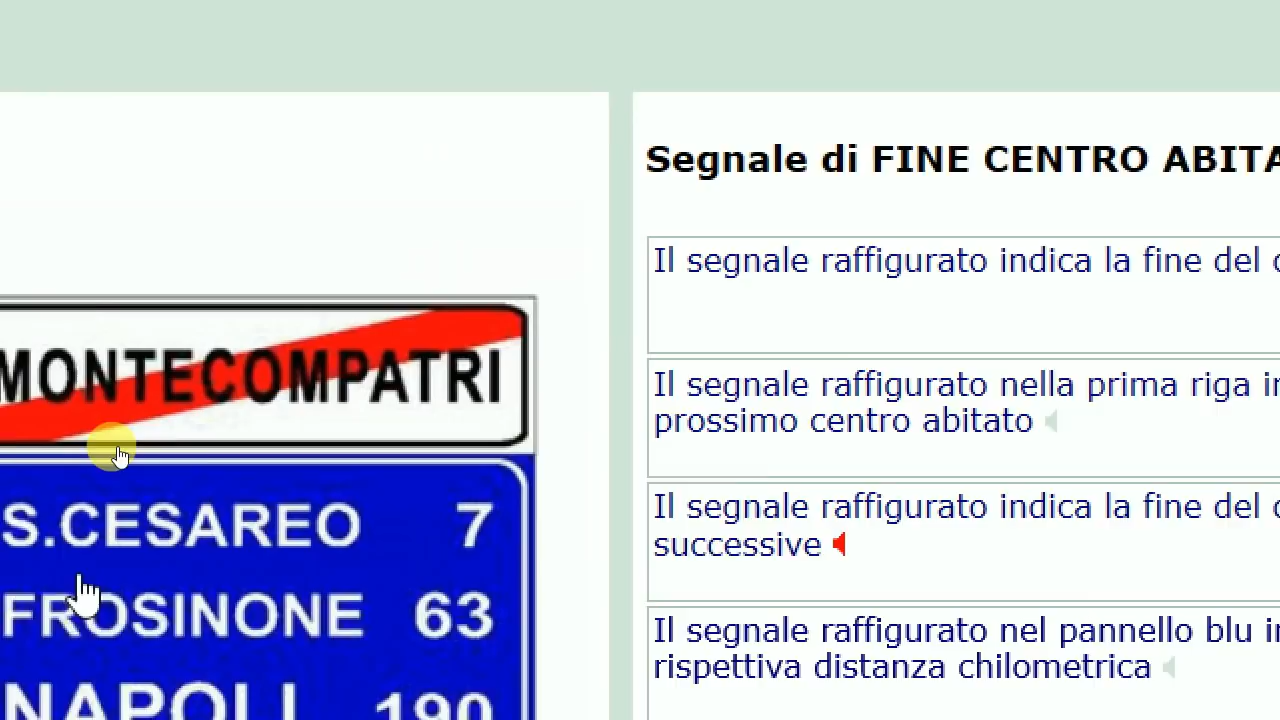 MONTECOMPATRI
S.CESAREO 7
FROSINONE 63
NAPOLI 190
Segnale di FINE CENTRO
Il segnale raffigurato indica la fine del
Il segnale raffigurato nella prima riga
prossimo centro abitato
Il segnale raffigurato indica la fine del
successive
Il segnale raffigurato nel pannello blu
rispettiva distanza chilometrica